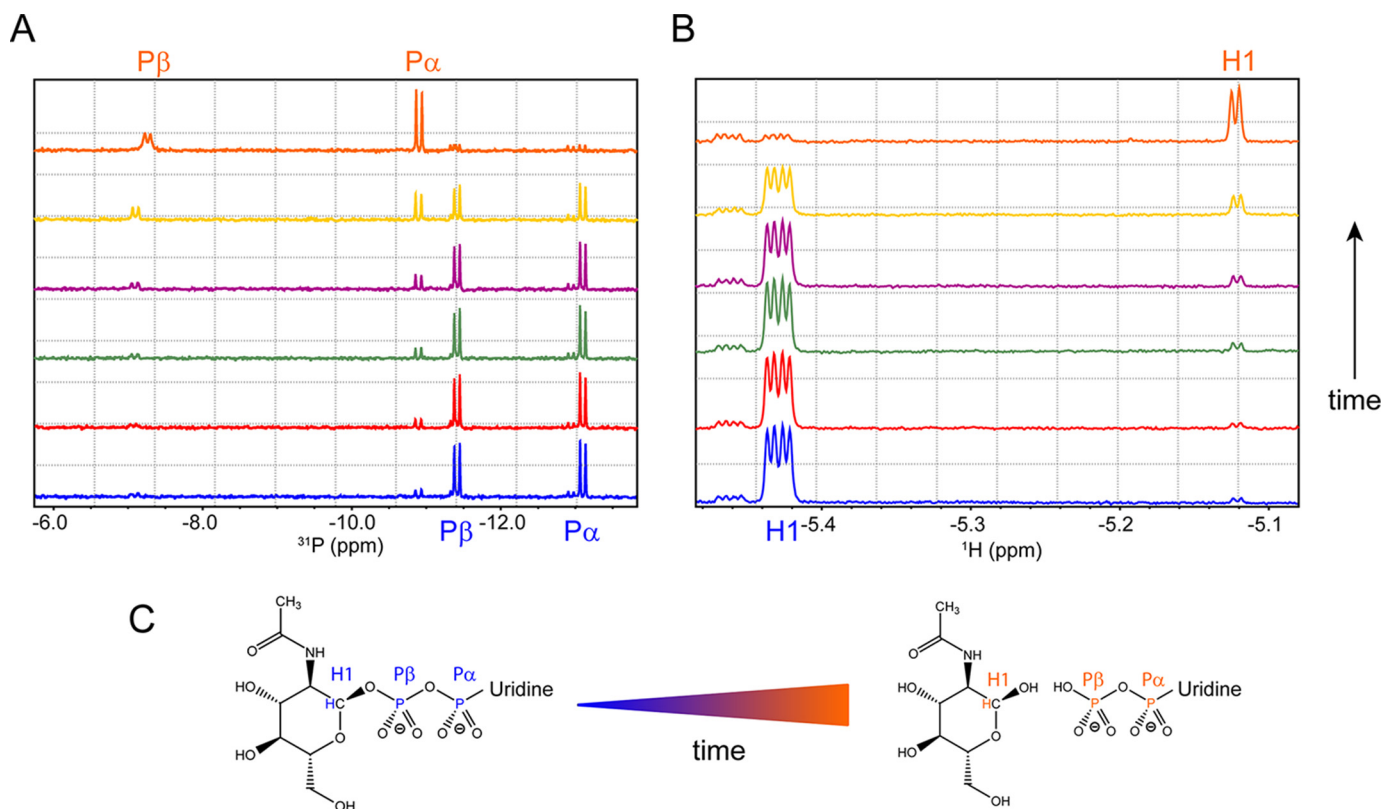 A
B
Pβ Pα
H1
time
-6.0 -8.0 -10.0 -12.0
Pβ Pα
³¹P (ppm)
H1 -5.4 -5.3 -5.2 -5.1
¹H (ppm)
C
CH₃
O
NH
H1
Pβ
Pα
HO
O
P
O
P
Uridine
H
O⊖
O
O⊖
O
HO
O
OH
time
CH₃
O
NH
H1
Pβ
Pα
HO
OH
HO
P
O
P
Uridine
H
O⊖
O
O⊖
O
HO
O
OH